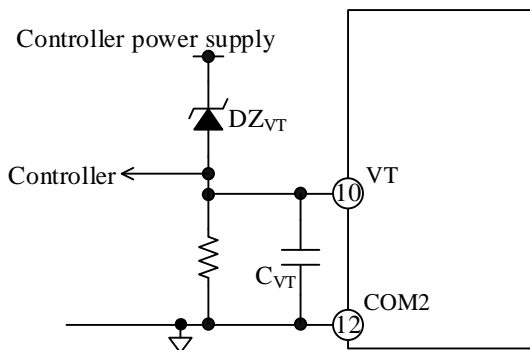 Controller power supply
DZVT
Controller
VT
10
CVT
COM2
12